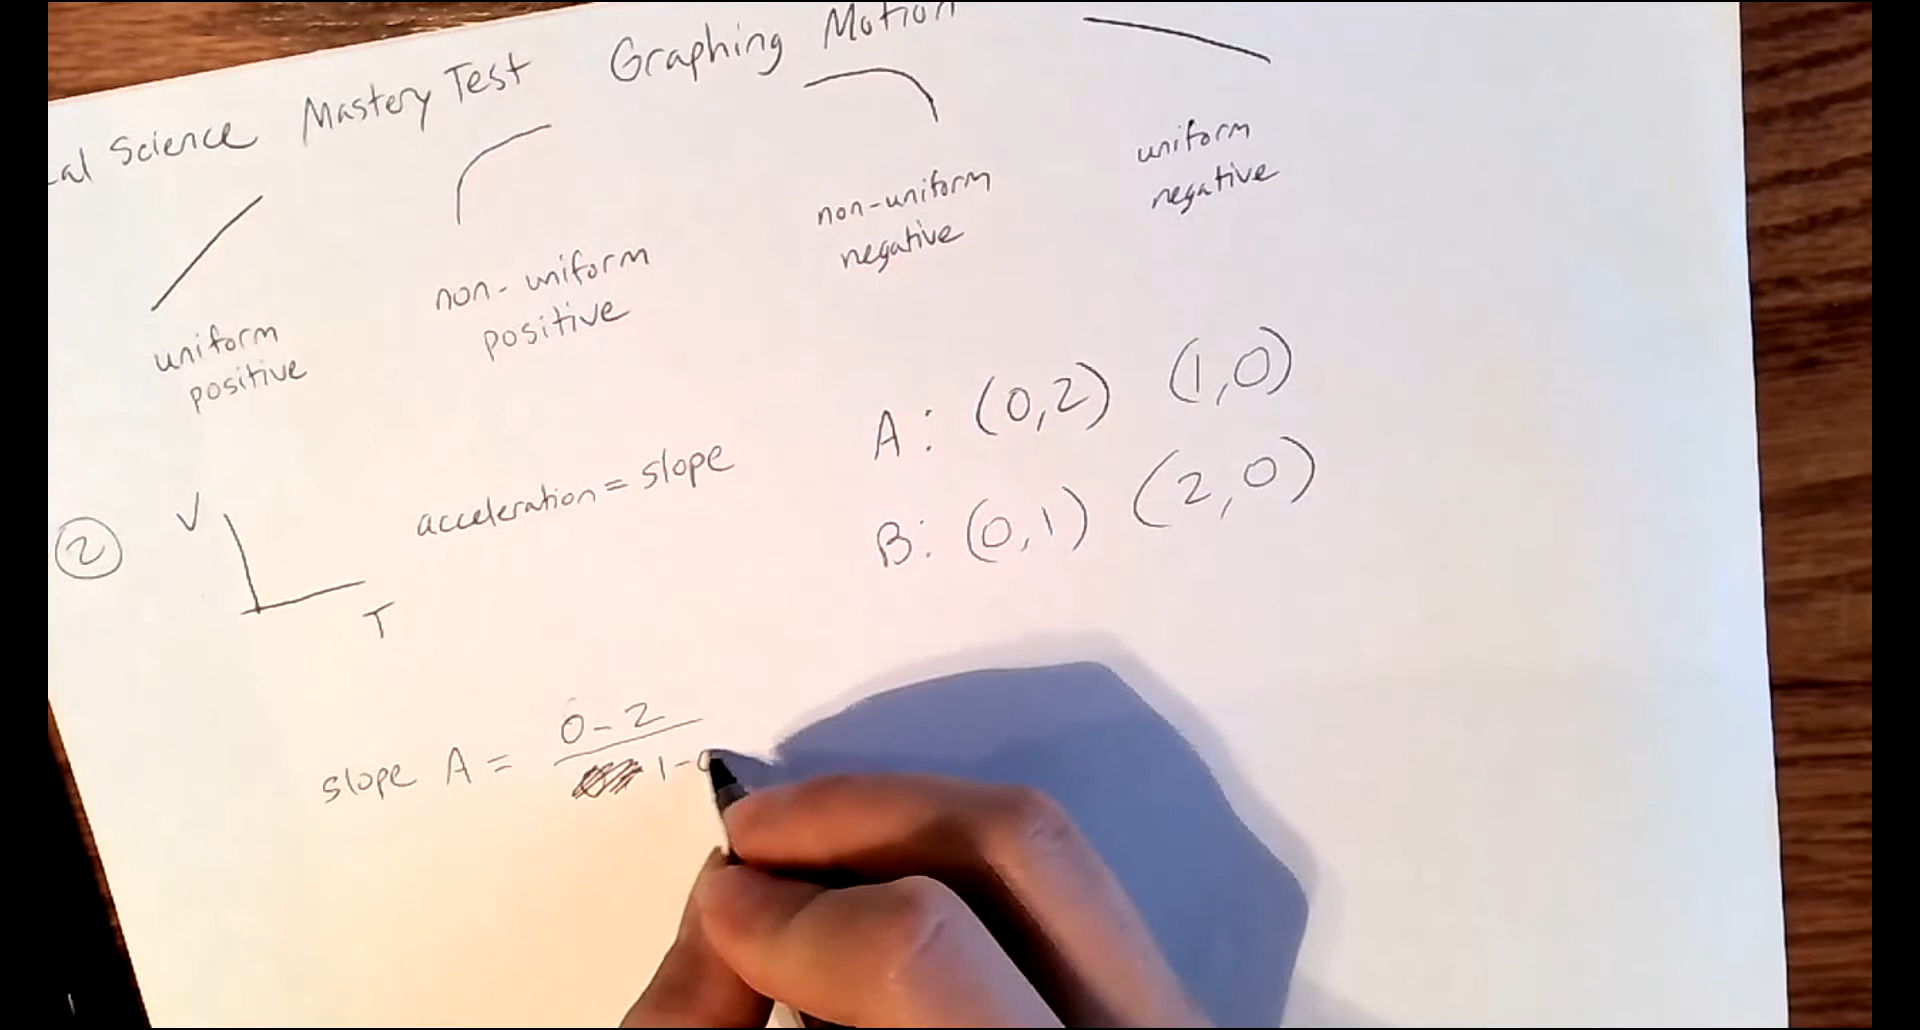 al Science Mastery Test Graphing Motion
uniform
positive
non-uniform
positive
non-uniform
negative
uniform
negative
2
V
T
acceleration = slope
A: (0,2) (1,0)
B: (0,1) (2,0)
slope A = 0-2
1-0